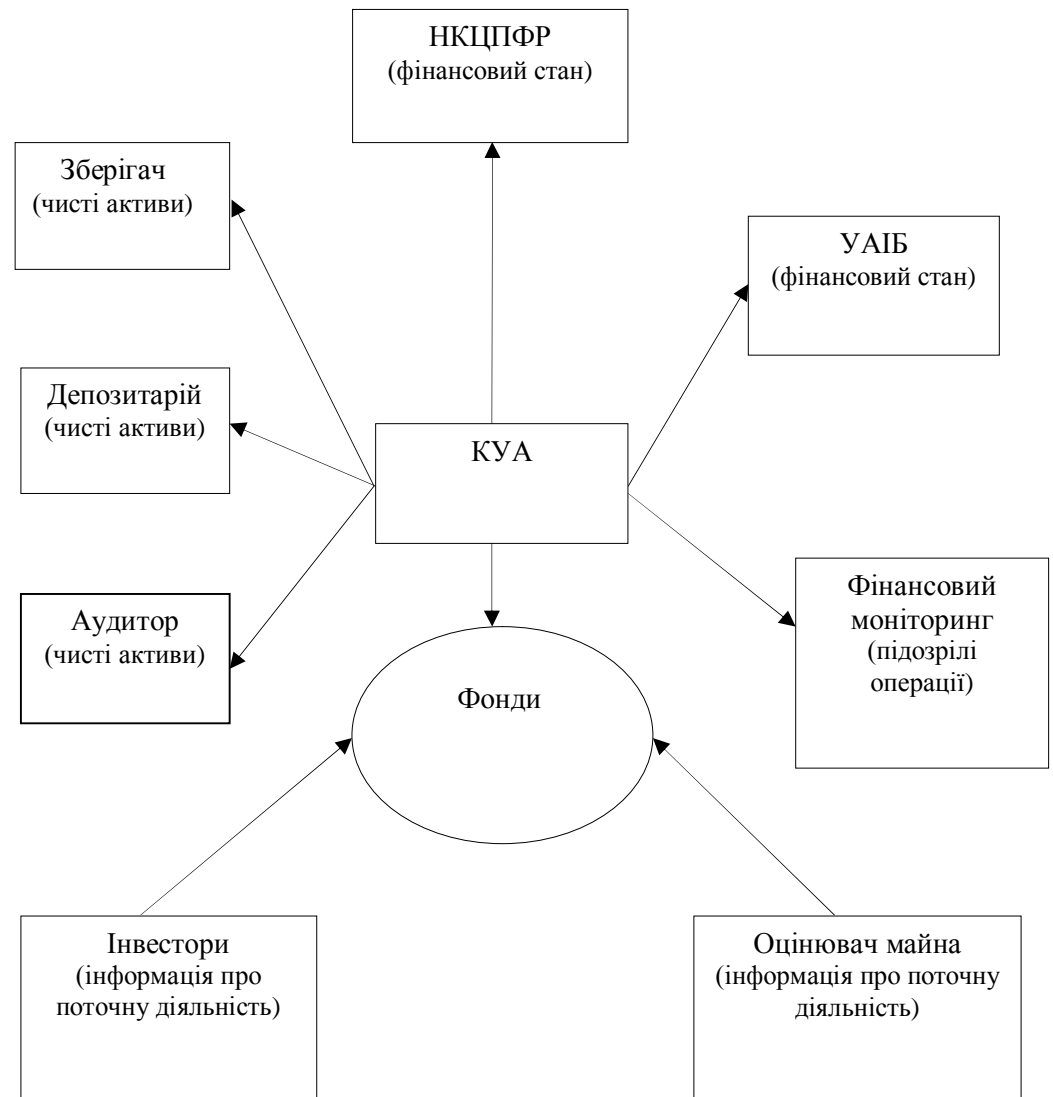 НКЦПФР
(фінансовий стан)
Зберігач
(чисті активи)
УАІБ
(фінансовий стан)
Депозитарій
(чисті активи)
КУА
Аудитор
(чисті активи)
Фінансовий
моніторинг
(підозрілі
операції)
Фонди
Інвестори
(інформація про
поточну діяльність)
Оцінювач майна
(інформація про поточну
діяльність)